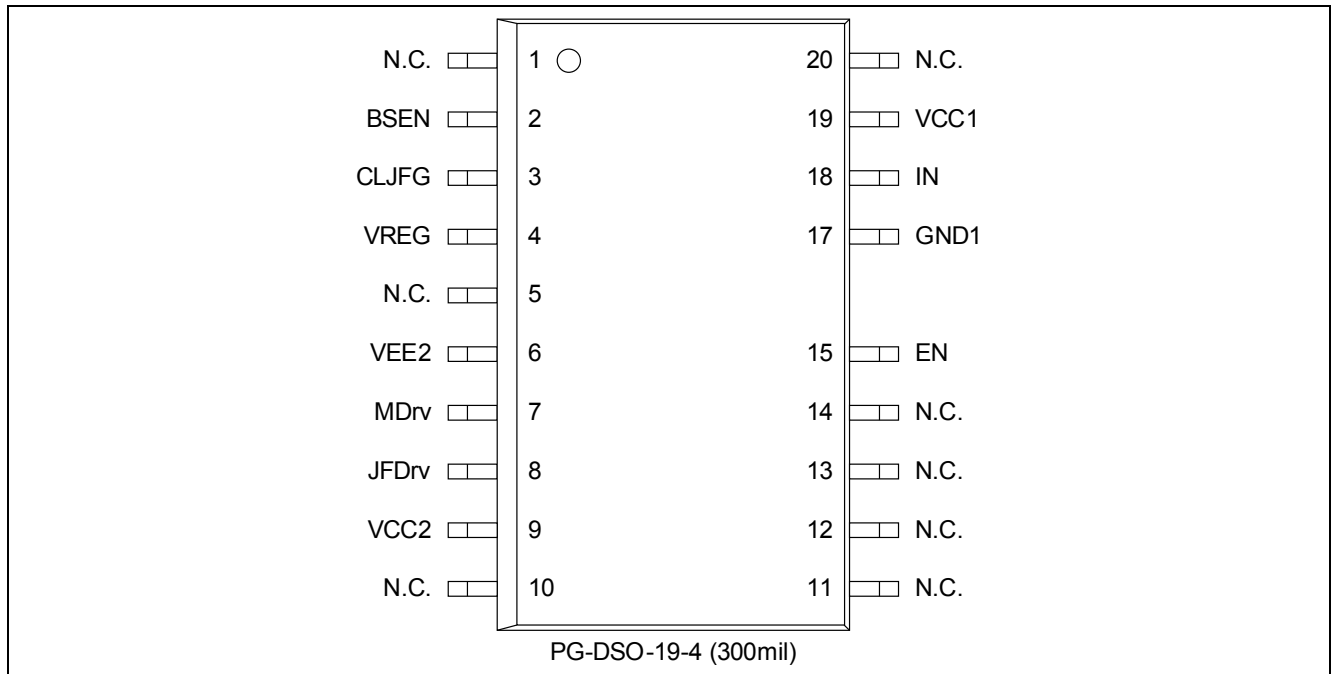 N.C. 1 20 N.C.
BSEN 2 19 VCC1
CLJFG 3 18 IN
VREG 4 17 GND1
N.C. 5
VEE2 6 15 EN
MDrv 7 14 N.C.
JFDrv 8 13 N.C.
VCC2 9 12 N.C.
N.C. 10 11 N.C.
PG-DSO-19-4 (300mil)